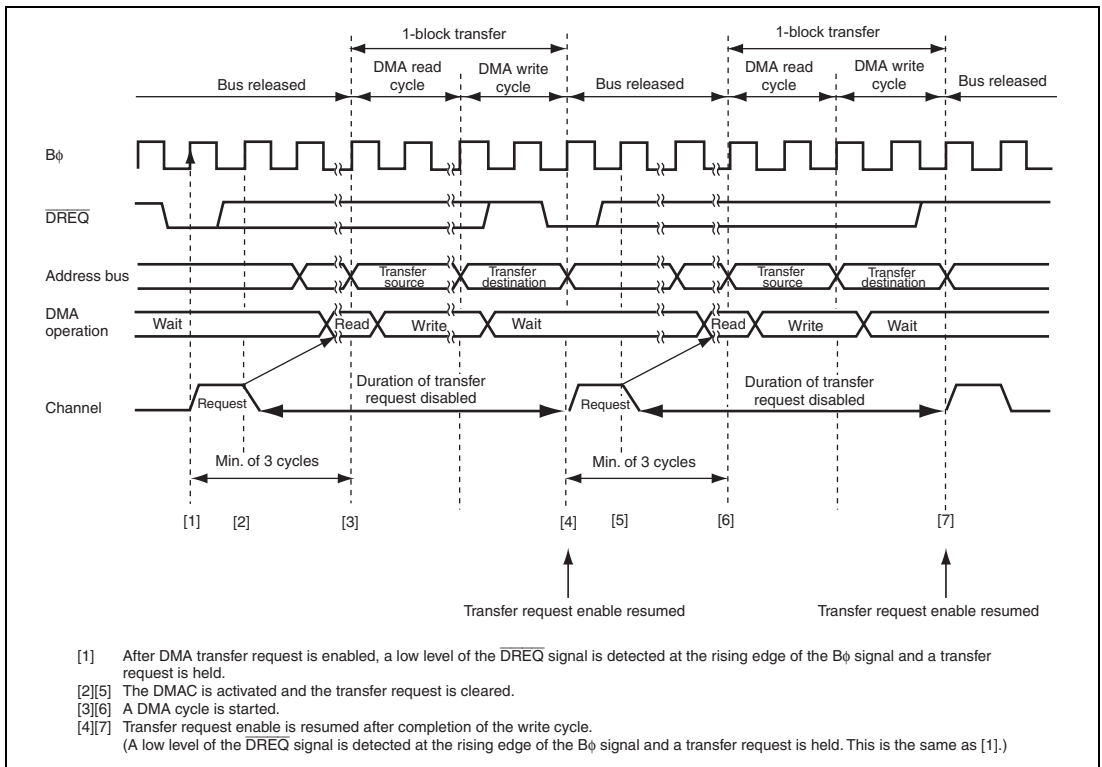 1-block transfer 1-block transfer
DMA read cycle DMA write cycle DMA read cycle DMA write cycle
Bus released Bus released Bus released
Bϕ
DREQ
Address bus Transfer source Transfer destination Transfer source Transfer destination
DMA operation Wait Read Write Wait Read Write Wait
Channel Request Duration of transfer request disabled Request Duration of transfer request disabled
Min. of 3 cycles Min. of 3 cycles
[1] [2] [3] [4] [5] [6] [7]
Transfer request enable resumed Transfer request enable resumed
[1] After DMA transfer request is enabled, a low level of the DREQ signal is detected at the rising edge of the Bϕ signal and a transfer
request is held.
[2][5] The DMAC is activated and the transfer request is cleared.
[3][6] A DMA cycle is started.
[4][7] Transfer request enable is resumed after completion of the write cycle.
(A low level of the DREQ signal is detected at the rising edge of the Bϕ signal and a transfer request is held. This is the same as [1].)